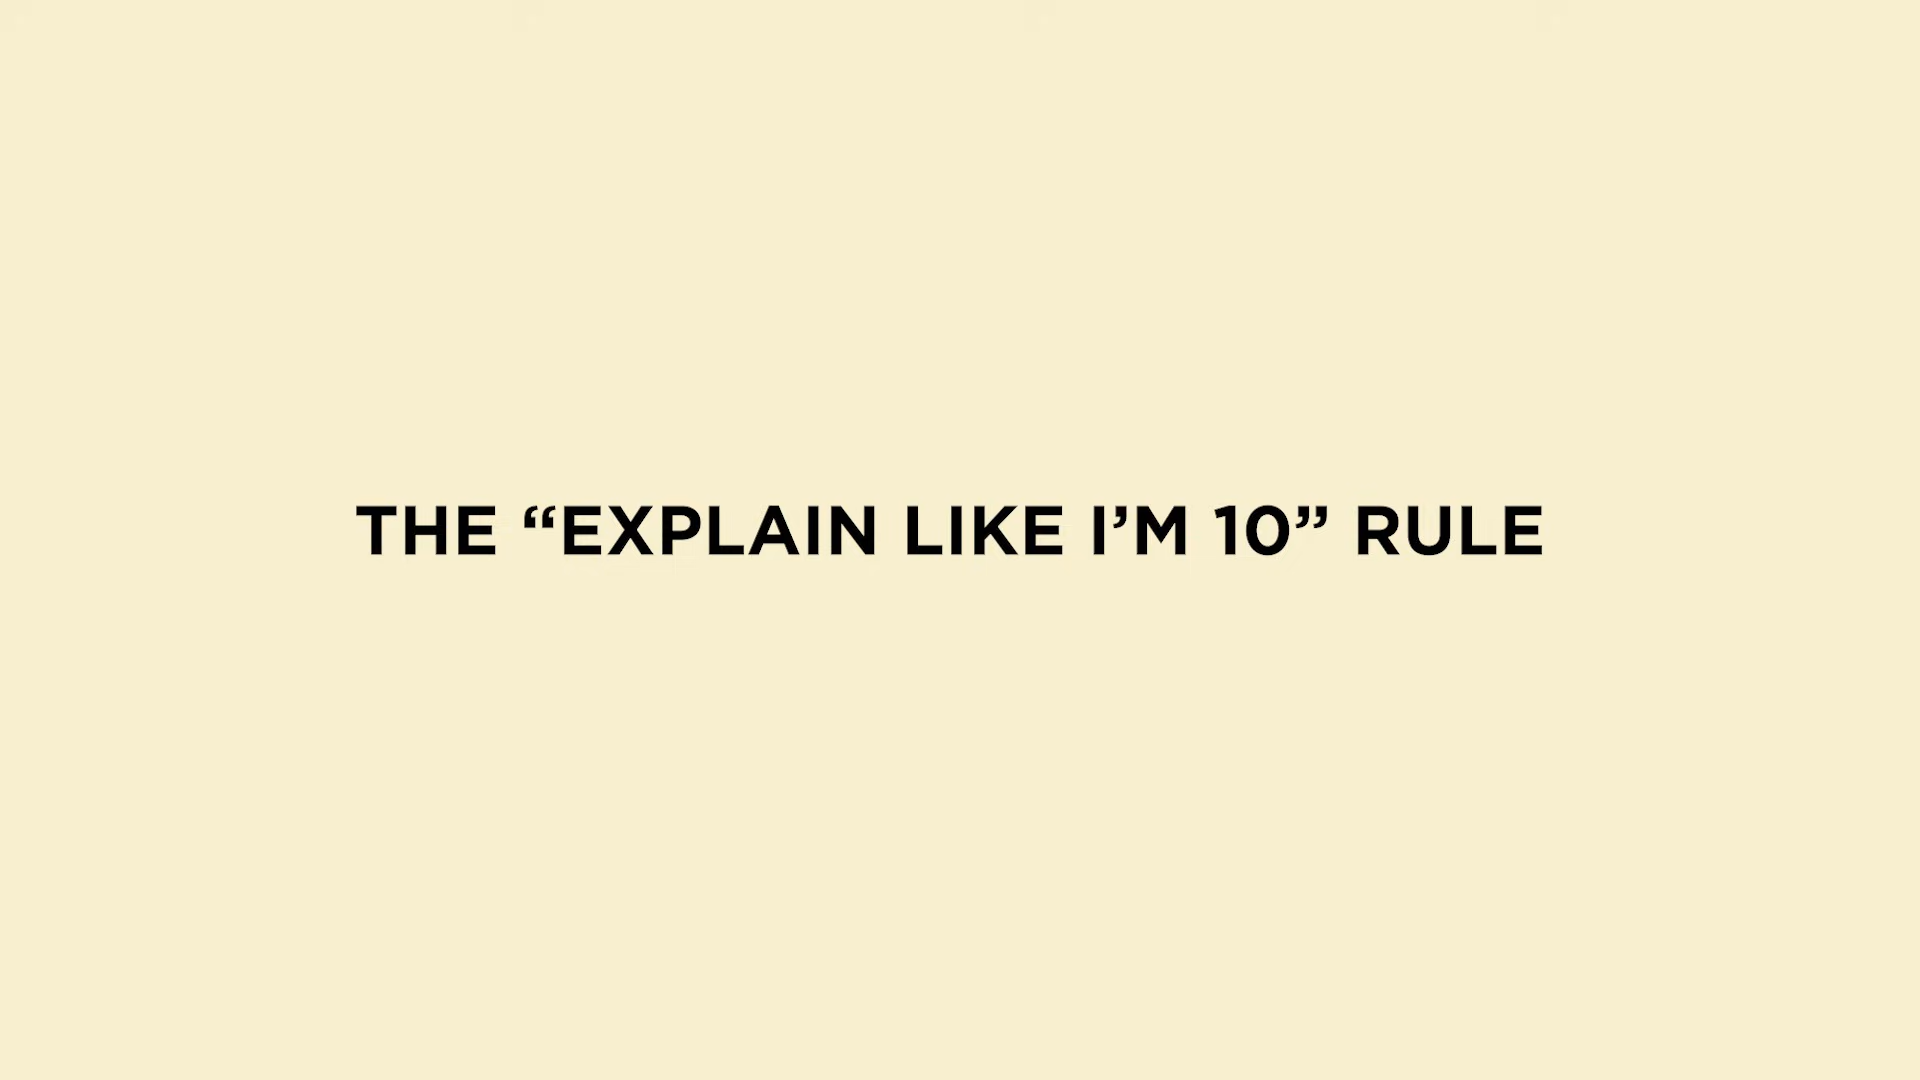 THE “EXPLAIN LIKE I’M 10” RULE